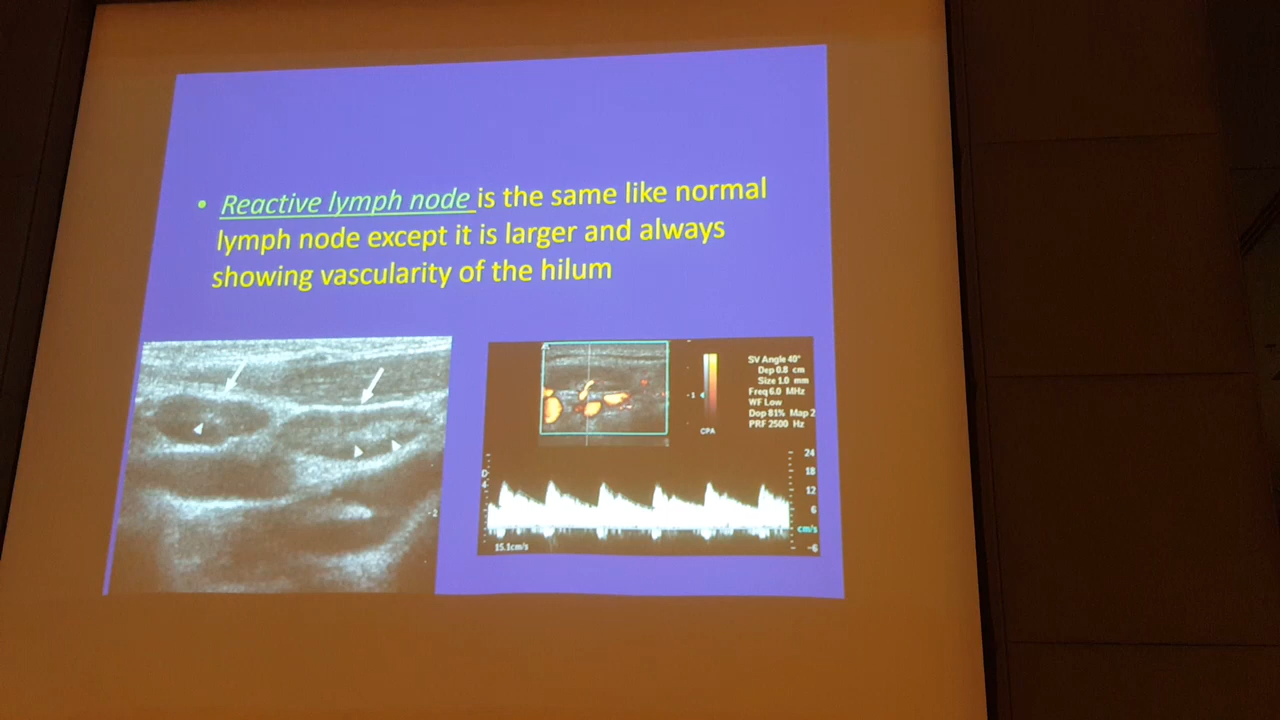 • Reactive lymph node is the same like normal
lymph node except it is larger and always
showing vascularity of the hilum
SV Angle 40°
Dep 0.8 cm
Size 1.0 mm
Freq 6.0 MHz
WF Low
Dop 81% Map 2
PRF 2500 Hz
-1
CPA
24
18
12
6
cm/s
-6
15.1cm/s
-2